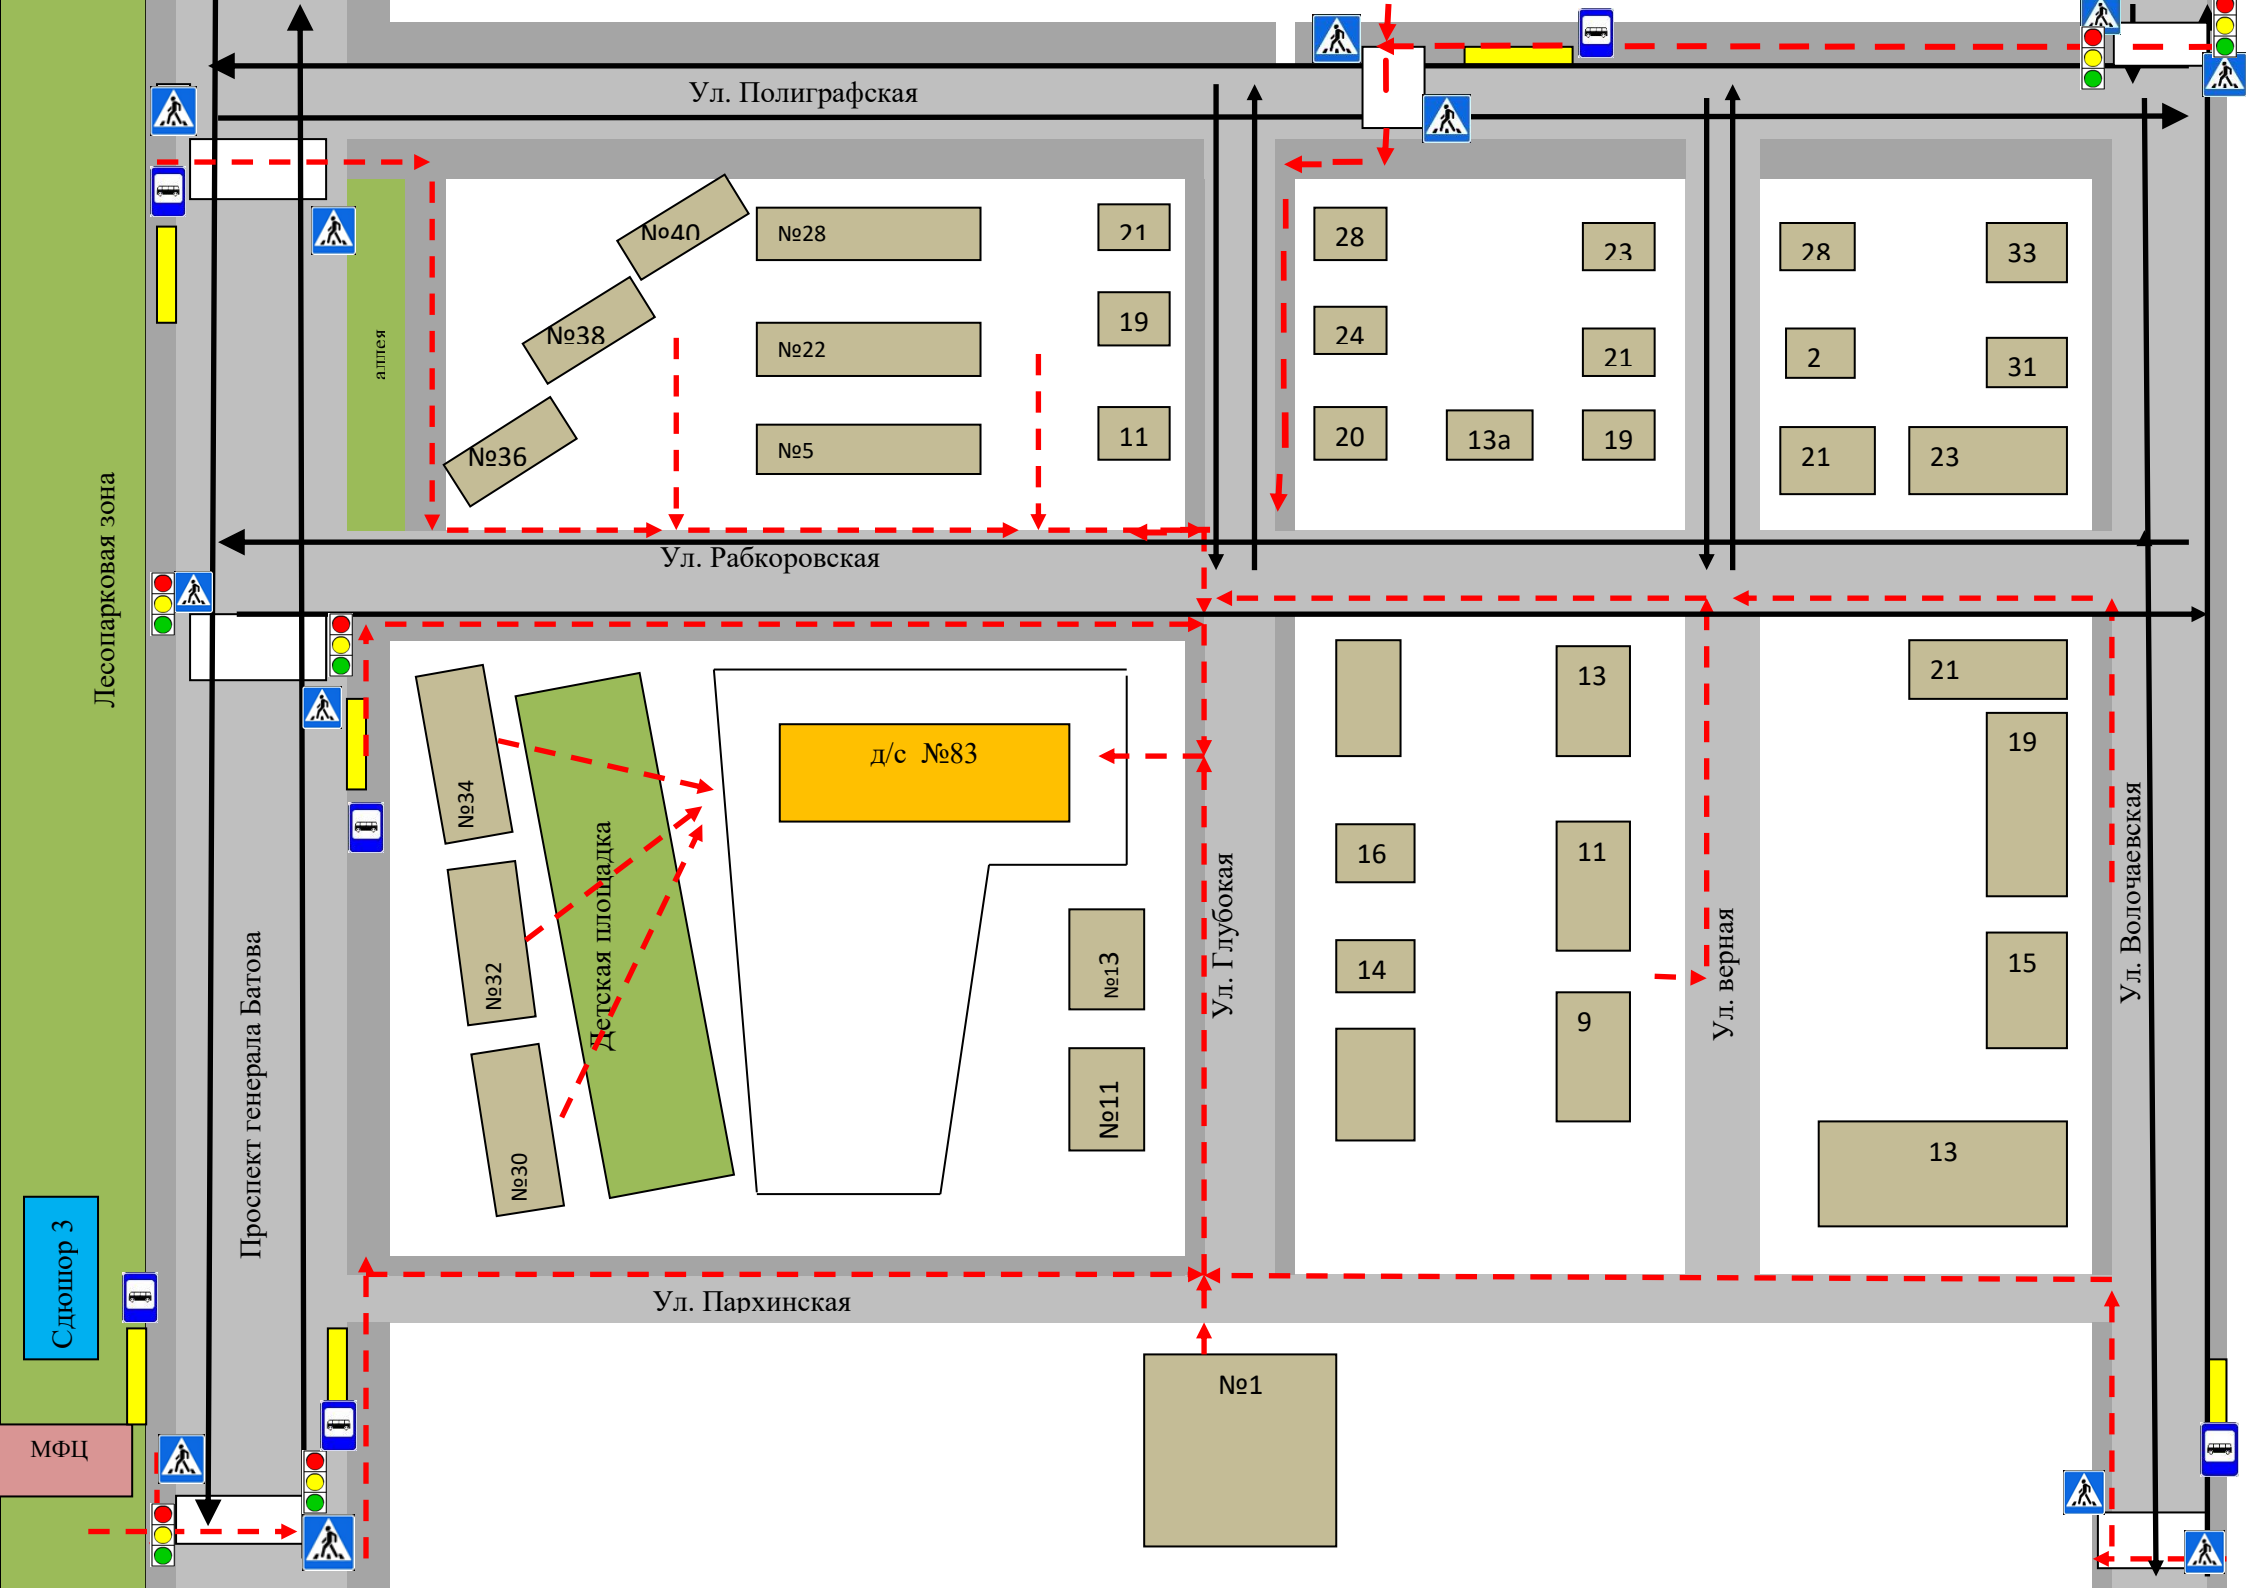 Ул. Полиграфская
№40
№28
21
28
23
28
33
№38
№22
19
24
21
2
31
аллея
№36
№5
11
20
13а
19
21
23
Лесопарковая зона
Ул. Рабкоровская
№34
д/с №83
13
21
19
№32
Детская площадка
№13
Ул. Глубокая
16
11
Ул. верная
Ул. Волочаевская
14
15
Проспект генерала Батова
№30
№11
9
13
Сдюшор 3
Ул. Пархинская
№1
МФЦ